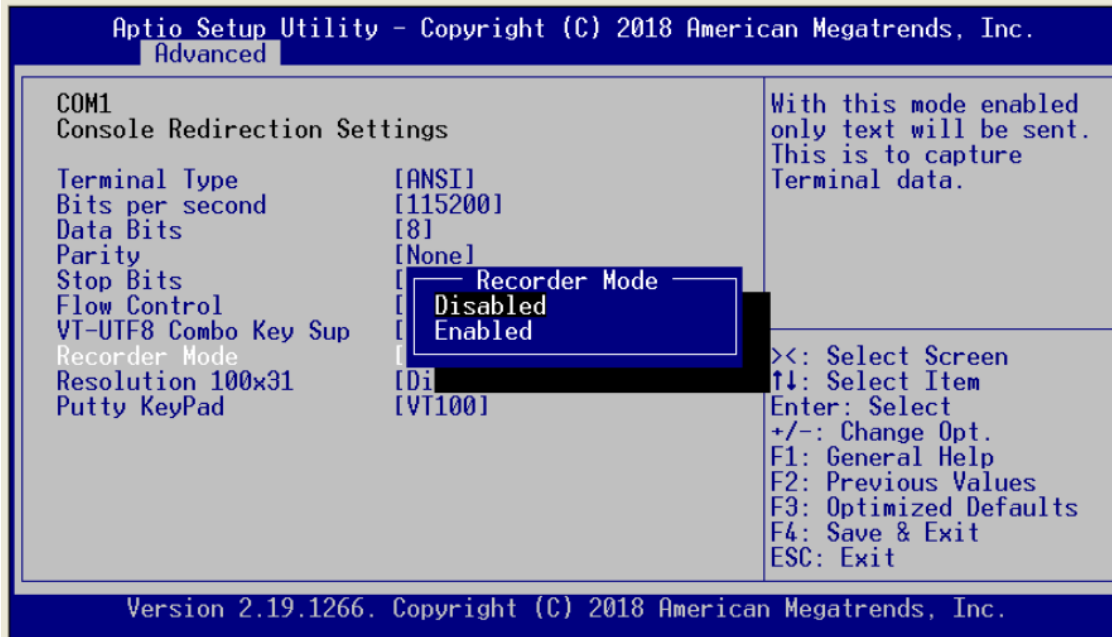 Aptio Setup Utility - Copyright (C) 2018 American Megatrends, Inc.
Advanced
COM1
Console Redirection Settings
Terminal Type [ANSI]
Bits per second [115200]
Data Bits [8]
Parity [None]
Stop Bits [
Flow Control [
VT-UTF8 Combo Key Sup [
Recorder Mode [
Resolution 100x31 [Di
Putty KeyPad [VT100]
Recorder Mode
Disabled
Enabled
With this mode enabled
only text will be sent.
This is to capture
Terminal data.
><: Select Screen
↑↓: Select Item
Enter: Select
+/-: Change Opt.
F1: General Help
F2: Previous Values
F3: Optimized Defaults
F4: Save & Exit
ESC: Exit
Version 2.19.1266. Copyright (C) 2018 American Megatrends, Inc.